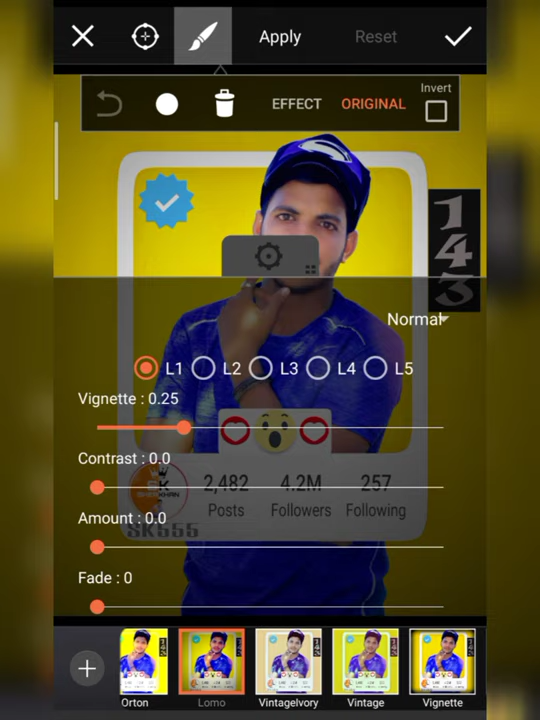 Apply Reset
EFFECT ORIGINAL Invert
143
Normal
L1 L2 L3 L4 L5
Vignette : 0.25
Contrast : 0.0
2,482 4.2M 257
Posts Followers Following
Amount : 0.0
SK555
Fade : 0
Orton Lomo VintageIvory Vintage Vignette